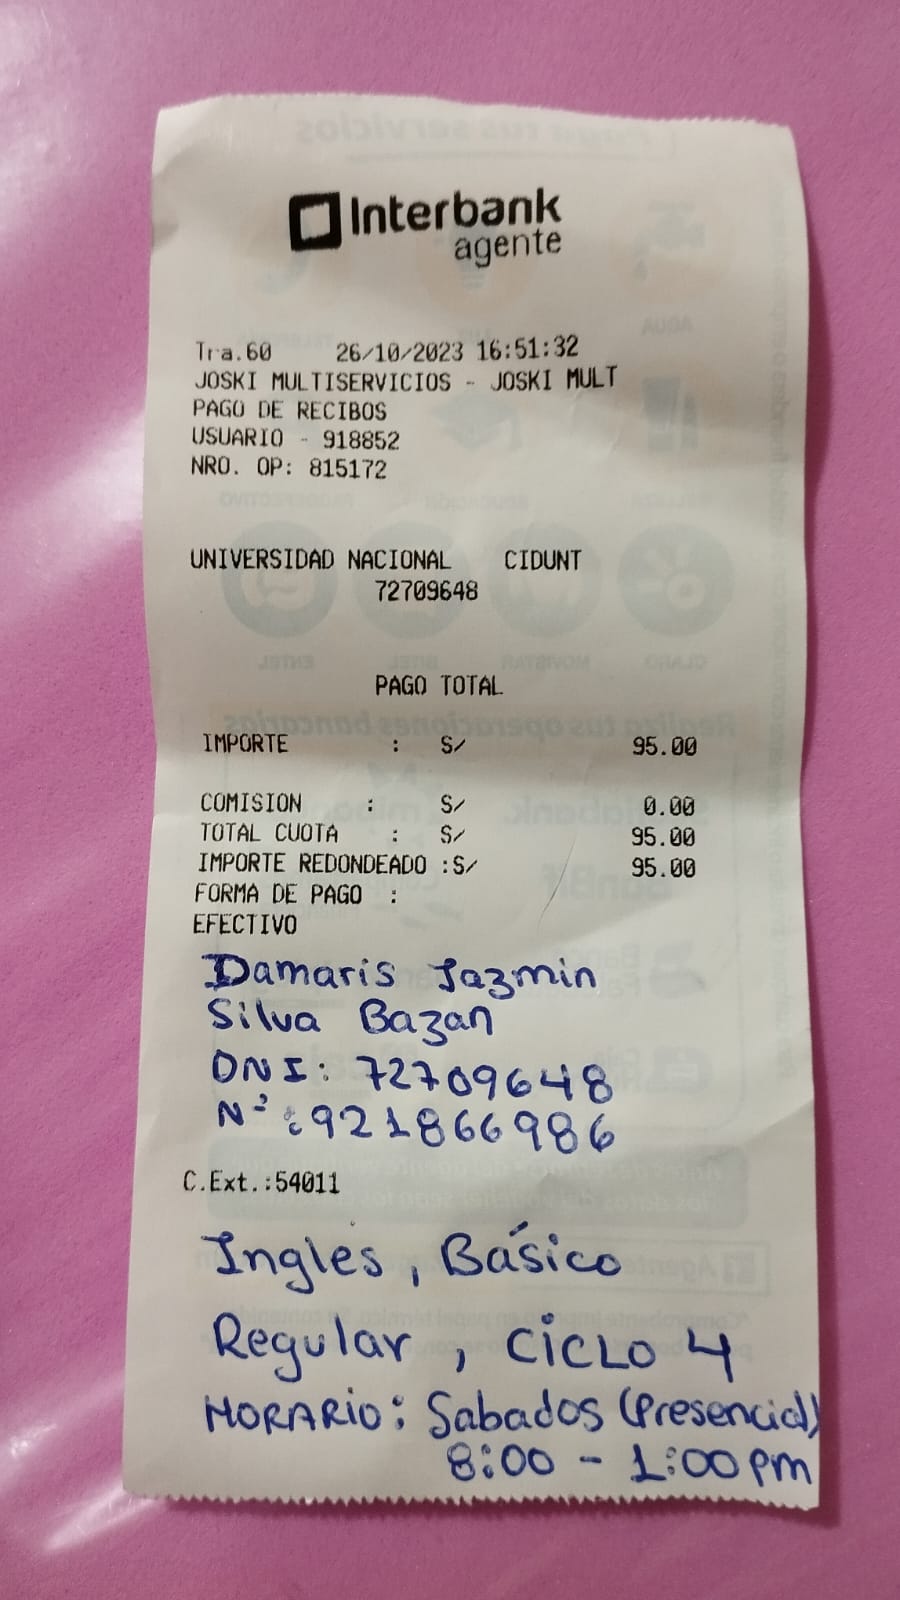 Interbank
agente
Tra.60 26/10/2023 16:51:32
JOSKI MULTISERVICIOS - JOSKI MULT
PAGO DE RECIBOS
USUARIO - 918852
NRO. OP: 815172
UNIVERSIDAD NACIONAL CIDUNT
72709648
PAGO TOTAL
IMPORTE : S/ 95.00
COMISION : S/ 0.00
TOTAL CUOTA : S/ 95.00
IMPORTE REDONDEADO :S/ 95.00
FORMA DE PAGO :
EFECTIVO
Damaris Jazmin
Silva Bazan
DNI: 72709648
N° : 921866986
C.Ext.:54011
Ingles, Básico
Regular, CICLO 4
HORARIO: Sabados (Presencial)
8:00 - 1:00 pm